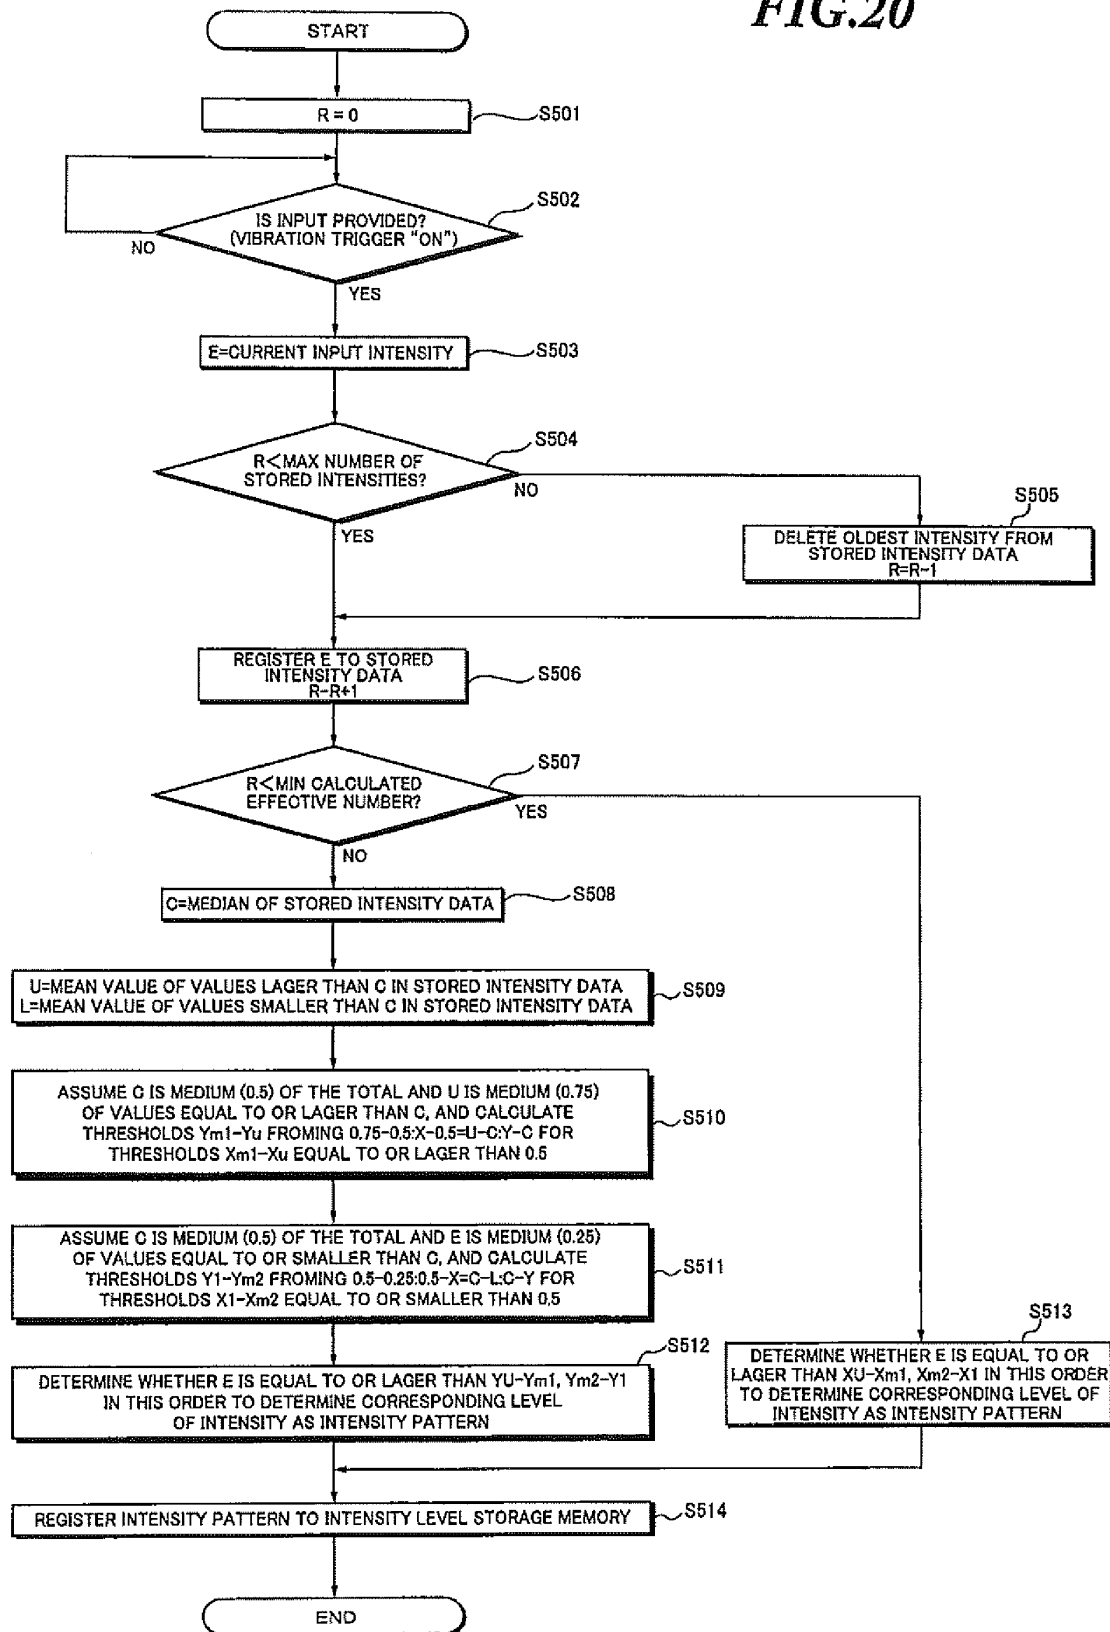 FIG.20
START
R=0
S501
IS INPUT PROVIDED?
(VIBRATION TRIGGER "ON")
S502
NO
YES
E=CURRENT INPUT INTENSITY
S503
R<MAX NUMBER OF
STORED INTENSITIES?
S504
NO
YES
DELETE OLDEST INTENSITY FROM
STORED INTENSITY DATA
R=R-1
S505
REGISTER E TO STORED
INTENSITY DATA
R-R+1
S506
R<MIN CALCULATED
EFFECTIVE NUMBER?
S507
YES
NO
C=MEDIAN OF STORED INTENSITY DATA
S508
U=MEAN VALUE OF VALUES LAGER THAN C IN STORED INTENSITY DATA
L=MEAN VALUE OF VALUES SMALLER THAN C IN STORED INTENSITY DATA
S509
ASSUME C IS MEDIUM (0.5) OF THE TOTAL AND U IS MEDIUM (0.75)
OF VALUES EQUAL TO OR LAGER THAN C, AND CALCULATE
THRESHOLDS Ym1-Yu FROMING 0.75-0.5:X-0.5=U-C:Y-C FOR
THRESHOLDS Xm1-Xu EQUAL TO OR LAGER THAN 0.5
S510
ASSUME C IS MEDIUM (0.5) OF THE TOTAL AND E IS MEDIUM (0.25)
OF VALUES EQUAL TO OR SMALLER THAN C, AND CALCULATE
THRESHOLDS Y1-Ym2 FROMING 0.5-0.25:0.5-X=C-L:C-Y FOR
THRESHOLDS X1-Xm2 EQUAL TO OR SMALLER THAN 0.5
S511
DETERMINE WHETHER E IS EQUAL TO OR LAGER THAN YU-Ym1, Ym2-Y1
IN THIS ORDER TO DETERMINE CORRESPONDING LEVEL
OF INTENSITY AS INTENSITY PATTERN
S512
DETERMINE WHETHER E IS EQUAL TO OR
LAGER THAN XU-Xm1, Xm2-X1 IN THIS ORDER
TO DETERMINE CORRESPONDING LEVEL OF
INTENSITY AS INTENSITY PATTERN
S513
REGISTER INTENSITY PATTERN TO INTENSITY LEVEL STORAGE MEMORY
S514
END